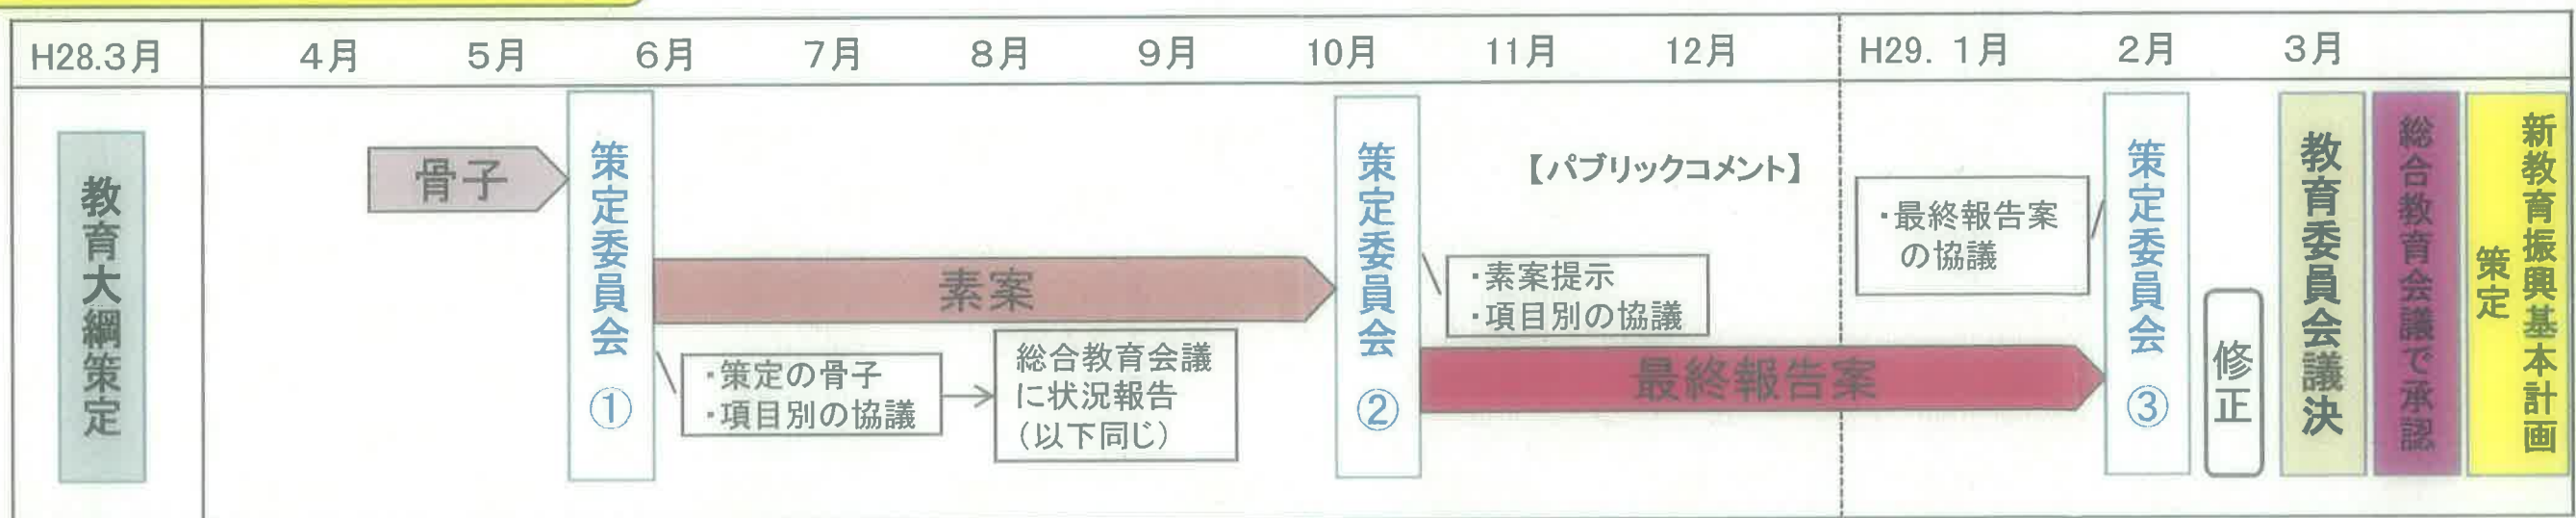 H28.3月 4月 5月 6月 7月 8月 9月 10月 11月 12月 H29. 1月 2月 3月
教育大綱策定
骨子
策定委員会①
素案
・策定の骨子
・項目別の協議
総合教育会議
に状況報告
（以下同じ）
策定委員会②
【パブリックコメント】
・素案提示
・項目別の協議
最終報告案
・最終報告案
の協議
策定委員会③
修正
教育委員会議決
総合教育会議で承認
新教育振興基本計画
策定